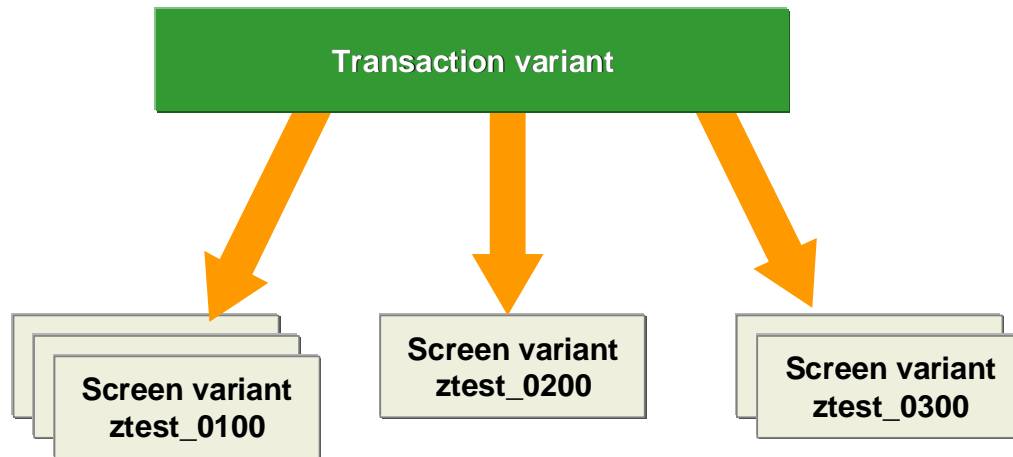 Transaction variant
Screen variant
ztest_0100
Screen variant
ztest_0200
Screen variant
ztest_0300